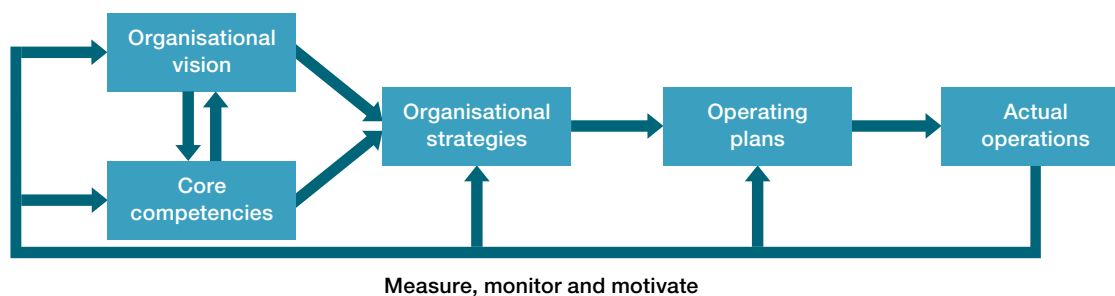 Organisational
vision
Core
competencies
Organisational
strategies
Operating
plans
Actual
operations
Measure, monitor and motivate